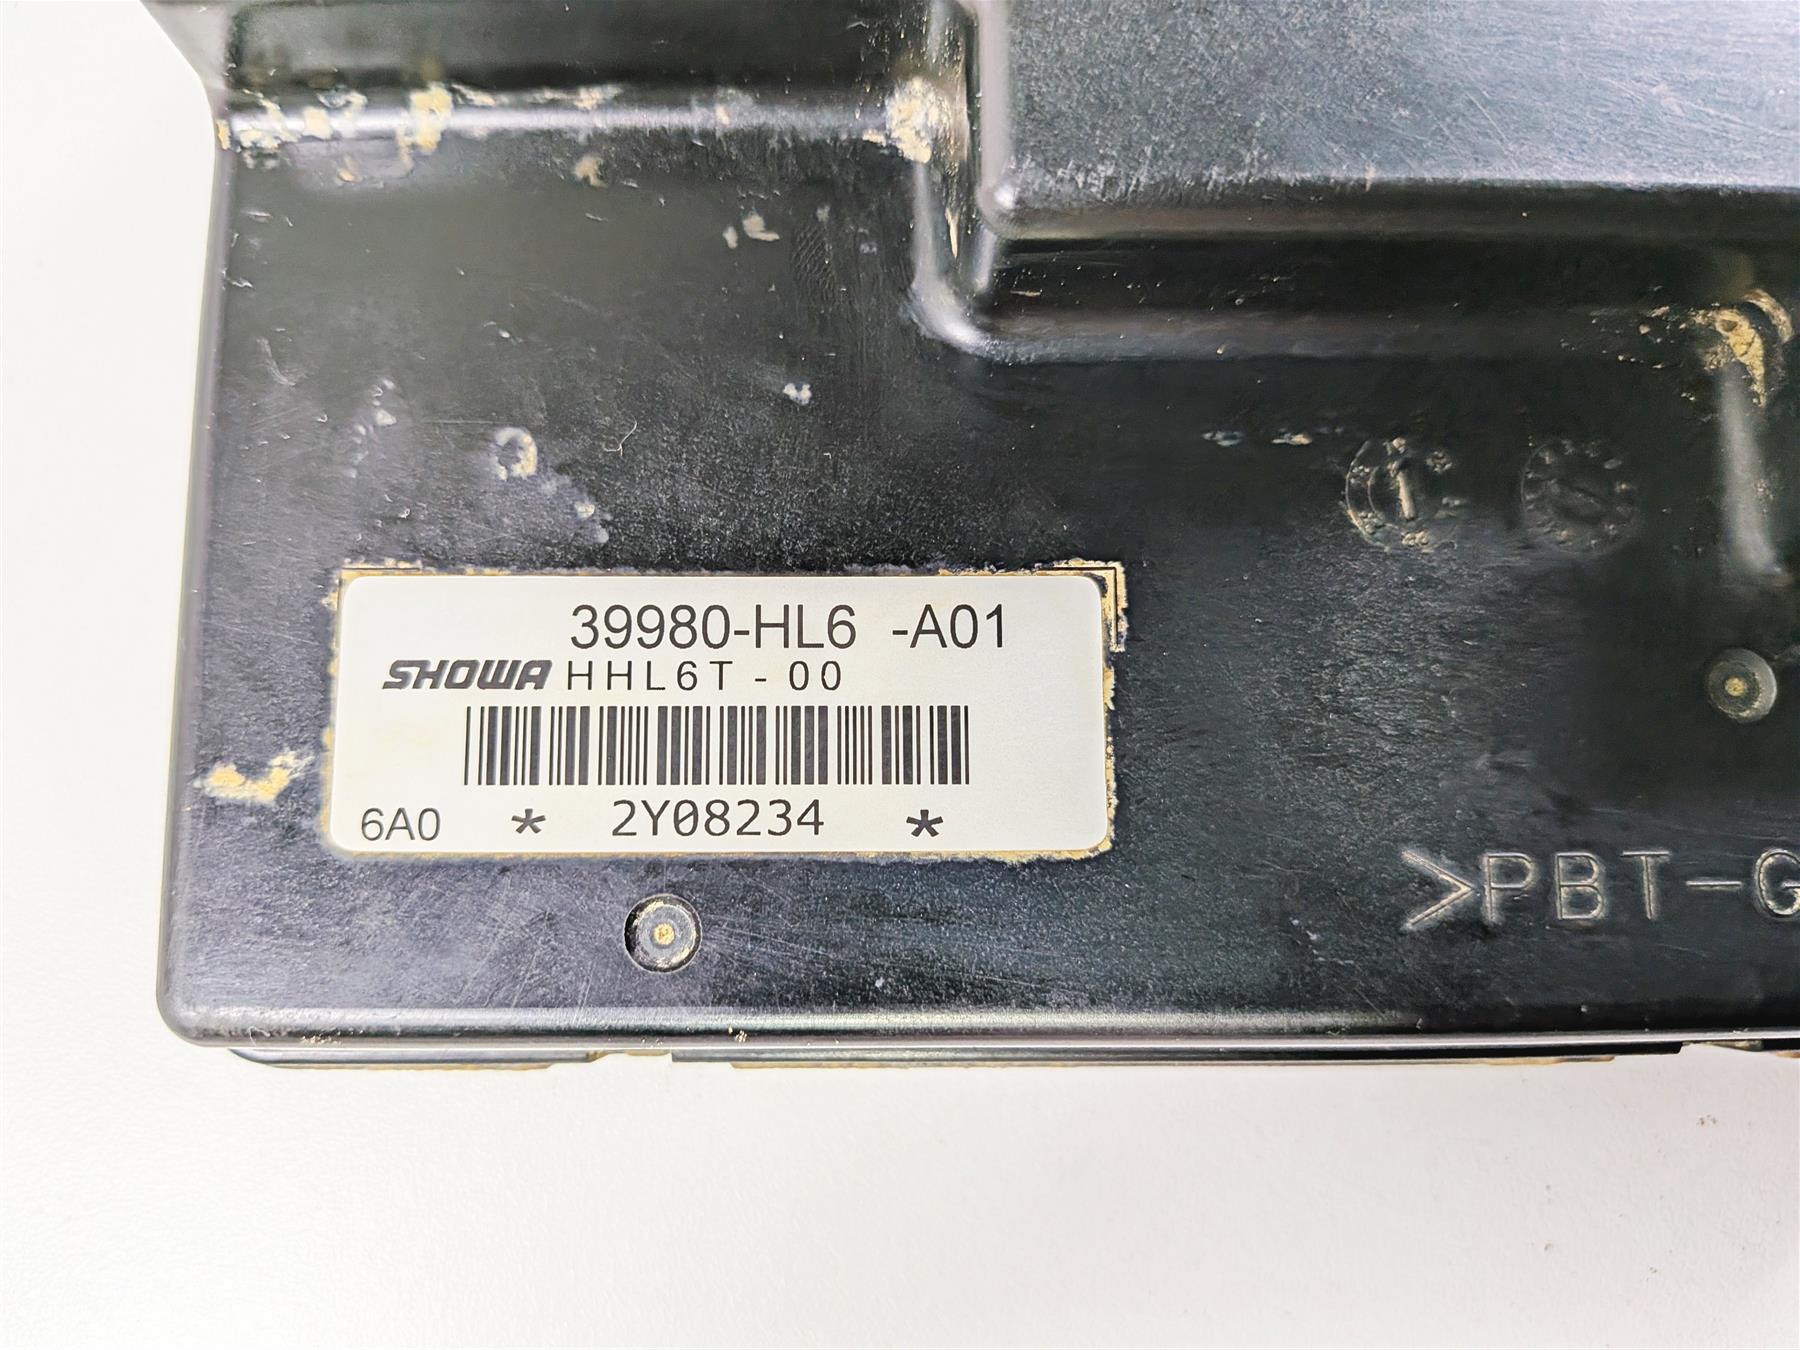 39980-HL6 -A01
SHOWA HHL6T-00
6A0 * 2Y08234 *
>PBT-G